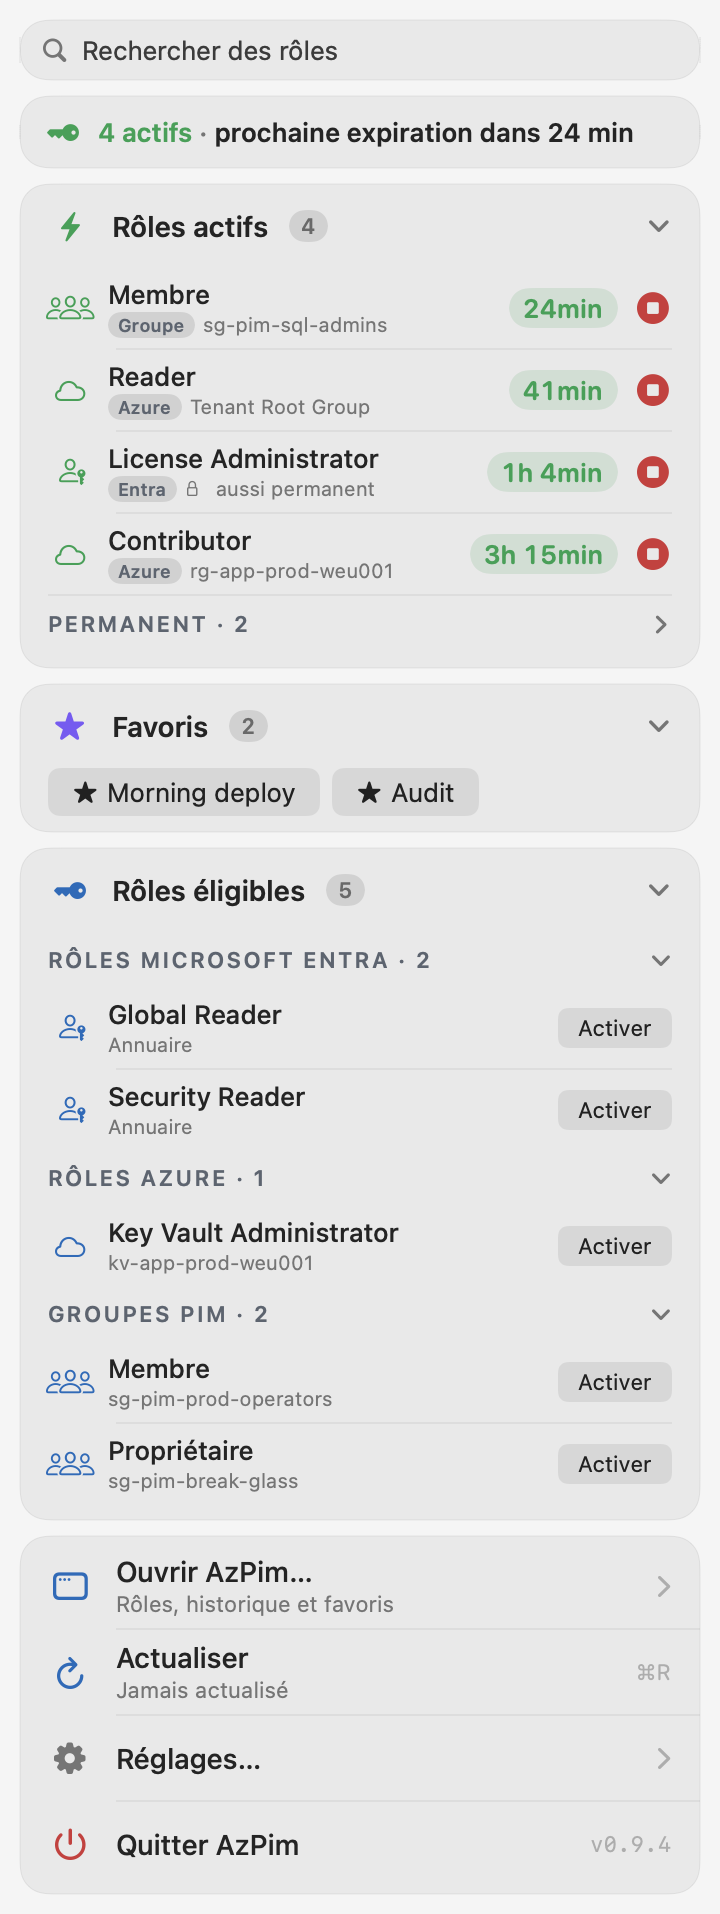 Rechercher des rôles
4 actifs · prochaine expiration dans 24 min
Rôles actifs 4
Membre
Groupe sg-pim-sql-admins
24min
Reader
Azure Tenant Root Group
41min
License Administrator
Entra aussi permanent
1h 4min
Contributor
Azure rg-app-prod-weu001
3h 15min
PERMANENT · 2
Favoris 2
Morning deploy
Audit
Rôles éligibles 5
RÔLES MICROSOFT ENTRA · 2
Global Reader
Annuaire
Activer
Security Reader
Annuaire
Activer
RÔLES AZURE · 1
Key Vault Administrator
kv-app-prod-weu001
Activer
GROUPES PIM · 2
Membre
sg-pim-prod-operators
Activer
Propriétaire
sg-pim-break-glass
Activer
Ouvrir AzPim...
Rôles, historique et favoris
Actualiser
Jamais actualisé
⌘R
Réglages...
Quitter AzPim
v0.9.4